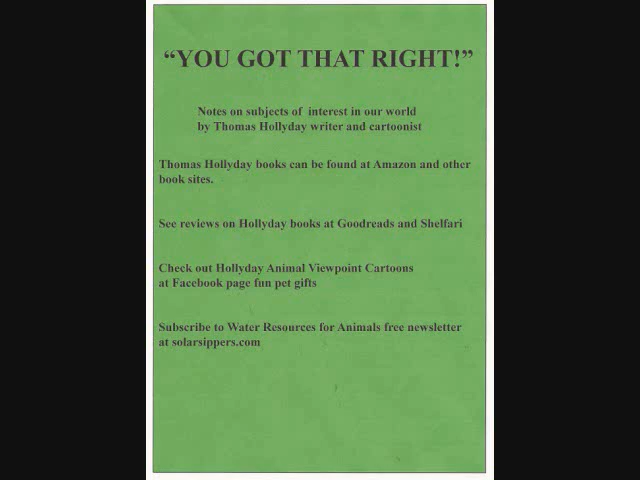 “YOU GOT THAT RIGHT!”
Notes on subjects of interest in our world
by Thomas Hollyday writer and cartoonist
Thomas Hollyday books can be found at Amazon and other
book sites.
See reviews on Hollyday books at Goodreads and Shelfari
Check out Hollyday Animal Viewpoint Cartoons
at Facebook page fun pet gifts
Subscribe to Water Resources for Animals free newsletter
at solarsippers.com